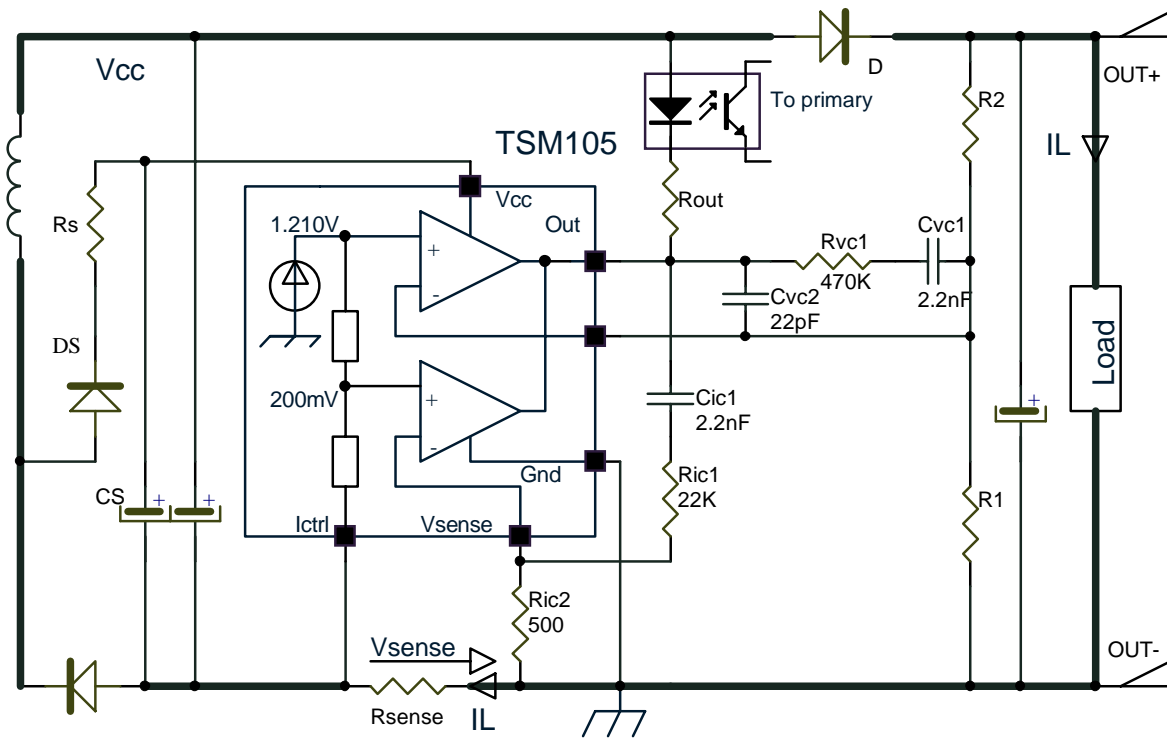 Vcc
D
OUT+
To primary
R2
TSM105
IL
Rs
Vcc
Rout
1.210V
Out
Cvc1
Rvc1
+
470K
2.2nF
-
Cvc2
22pF
DS
Load
200mV
+
Cic1
2.2nF
+
-
Gnd
Ric1
22K
CS
+
+
R1
Ictrl
Vsense
Ric2
500
Vsense
OUT-
Rsense
IL